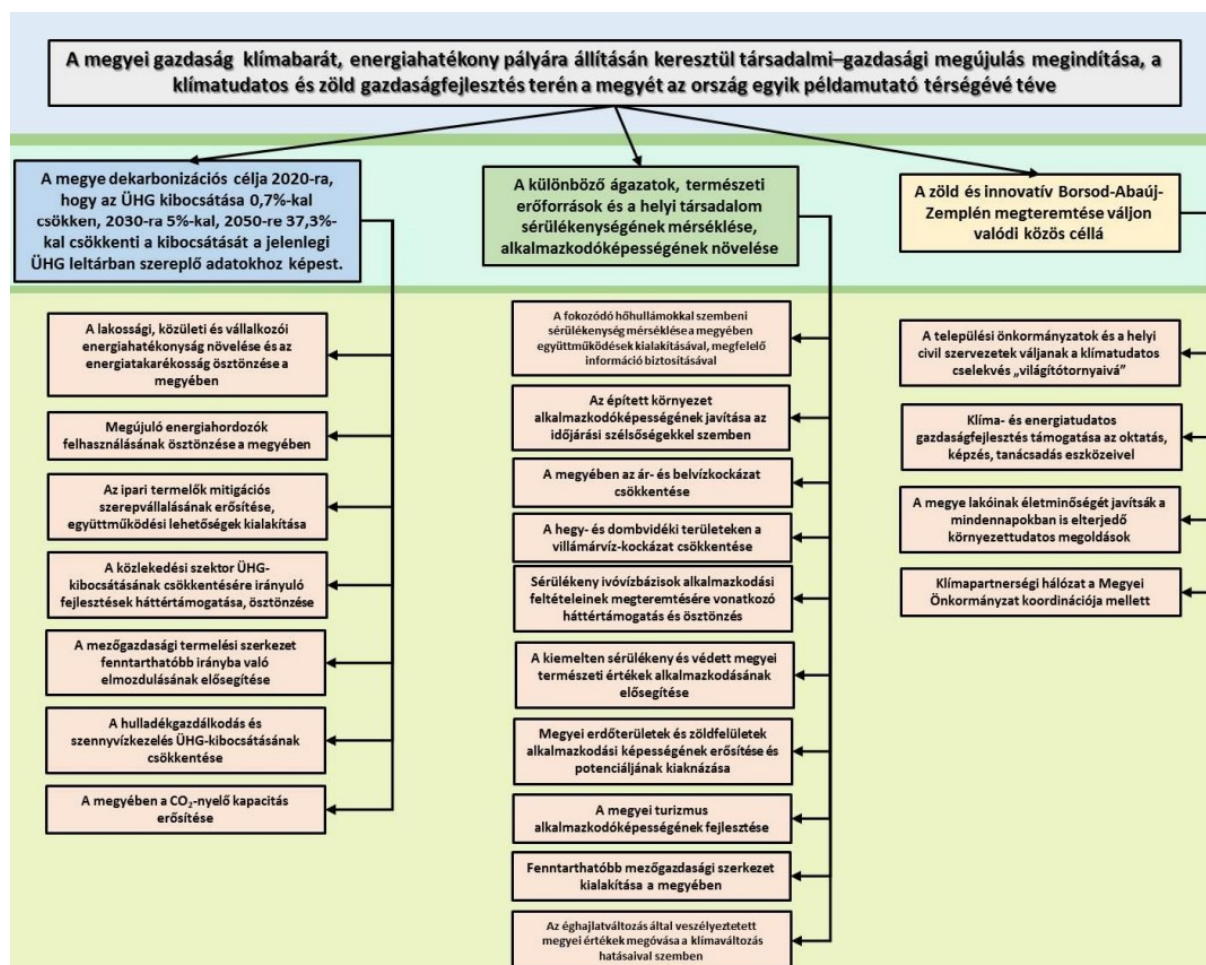 A megyei gazdaság klímabarát, energiahatékony pályára állításán keresztül társadalmi–gazdasági megújulás megindítása, a
klímatudatos és zöld gazdaságfejlesztés terén a megyét az ország egyik példamutató térségévé téve
A megye dekarbonizációs célja 2020-ra,
hogy az ÜHG kibocsátása 0,7%-kal
csökken, 2030-ra 5%-kal, 2050-re 37,3%-
kal csökkenti a kibocsátását a jelenlegi
ÜHG leltárban szereplő adatokhoz képest.
A lakossági, közületi és vállalkozói
energiahatékonyság növelése és az
energiatakarékosság ösztönzése a
megyében
Megújuló energiahordozók
felhasználásának ösztönzése a megyében
Az ipari termelők mitigációs
szerepvállalásának erősítése,
együttműködési lehetőségek kialakítása
A közlekedési szektor ÜHG-
kibocsátásának csökkentésére irányuló
fejlesztések háttértámogatása, ösztönzése
A mezőgazdasági termelési szerkezet
fenntarthatóbb irányba való
elmozdulásának elősegítése
A hulladékgazdálkodás és
szennyvízkezelés ÜHG-kibocsátásának
csökkentése
A megyében a CO₂-nyelő kapacitás
erősítése
A különböző ágazatok, természeti
erőforrások és a helyi társadalom
sérülékenységének mérséklése,
alkalmazkodóképességének növelése
A fokozódó hőhullámokkal szembeni
sérülékenység mérséklése a megyében
együttműködések kialakításával, megfelelő
információ biztosításával
Az épített környezet
alkalmazkodóképességének javítása az
időjárási szélsőségekkel szemben
A megyében az ár- és belvízkockázat
csökkentése
A hegy- és dombvidéki területeken a
villámárvíz-kockázat csökkentése
Sérülékeny ivóvízbázisok alkalmazkodási
feltételeinek megteremtésére vonatkozó
háttértámogatás és ösztönzés
A kiemelten sérülékeny és védett megyei
természeti értékek alkalmazkodásának
elősegítése
Megyei erdőterületek és zöldfelületek
alkalmazkodási képességének erősítése és
potenciáljának kiaknázása
A megyei turizmus
alkalmazkodóképességének fejlesztése
Fenntarthatóbb mezőgazdasági szerkezet
kialakítása a megyében
Az éghajlatváltozás által veszélyeztetett
megyei értékek megóvása a klímaváltozás
hatásaival szemben
A zöld és innovatív Borsod-Abaúj-
Zemplén megteremtése váljon
valódi közös céllá
A települési önkormányzatok és a helyi
civil szervezetek váljanak a klímatudatos
cselekvés „világítótornyaivá”
Klíma- és energiatudatos
gazdaságfejlesztés támogatása az oktatás,
képzés, tanácsadás eszközeivel
A megye lakóinak életminőségét javítsák a
mindennapokban is elterjedő
környezettudatos megoldások
Klímapartnerségi hálózat a Megyei
Önkormányzat koordinációja mellett